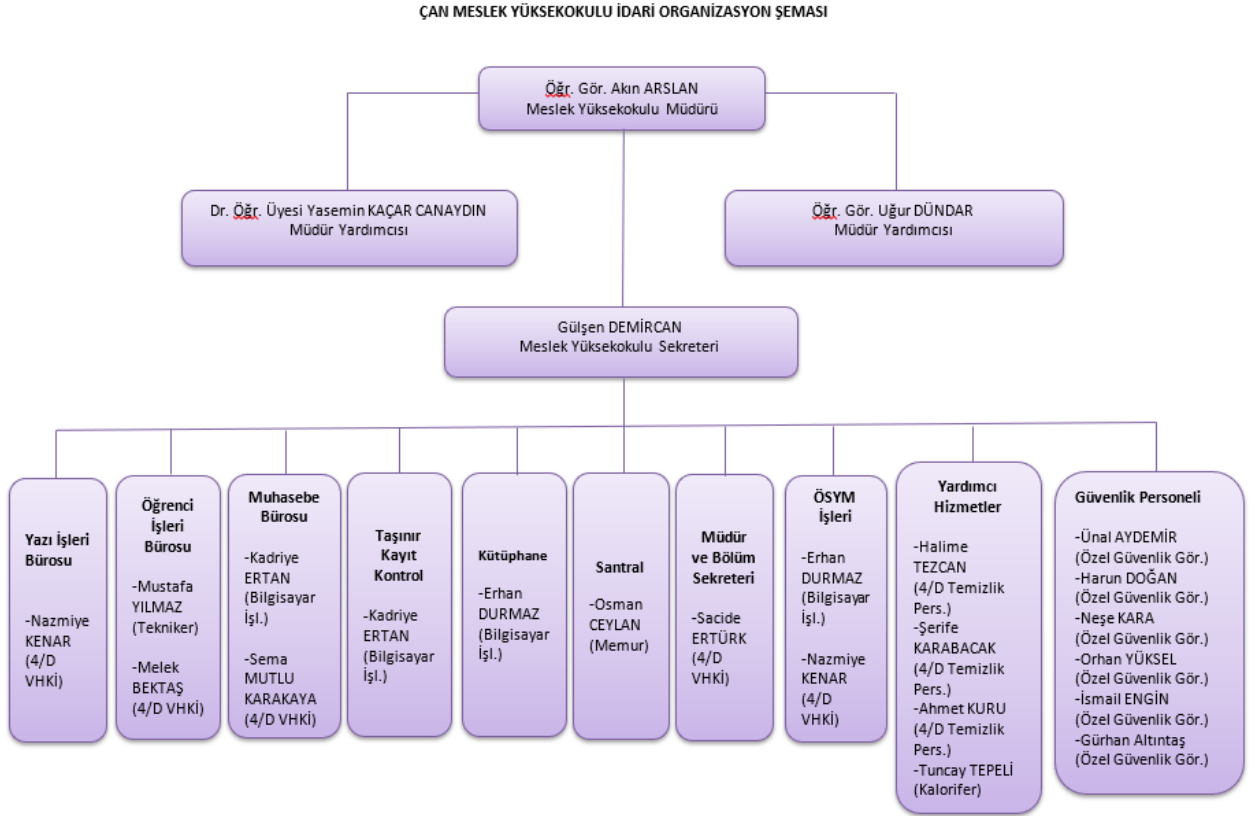 ÇAN MESLEK YÜKSEKOKULU İDARİ ORGANİZASYON ŞEMASI
Öğr. Gör. Akın ARSLAN
Meslek Yüksekokulu Müdürü
Dr. Öğr. Üyesi Yasemin KAÇAR CANAYDIN
Müdür Yardımcısı
Öğr. Gör. Uğur DÜNDAR
Müdür Yardımcısı
Gülşen DEMİRCAN
Meslek Yüksekokulu Sekreteri
Yazı İşleri
Bürosu
-Nazmiye
KENAR
(4/D
VHKİ)
Öğrenci
İşleri
Bürosu
-Mustafa
YILMAZ
(Tekniker)
-Melek
BEKTAŞ
(4/D VHKİ)
Muhasebe
Bürosu
-Kadriye
ERTAN
(Bilgisayar
İşl.)
-Sema
MUTLU
KARAKAYA
(4/D VHKİ)
Taşınır
Kayıt
Kontrol
-Kadriye
ERTAN
(Bilgisayar
İşl.)
Kütüphane
-Erhan
DURMAZ
(Bilgisayar
İşl.)
Santral
-Osman
CEYLAN
(Memur)
Müdür
ve Bölüm
Sekreteri
-Sacide
ERTÜRK
(4/D
VHKİ)
ÖSYM
İşleri
-Erhan
DURMAZ
(Bilgisayar
İşl.)
-Nazmiye
KENAR
(4/D
VHKİ)
Yardımcı
Hizmetler
-Halime
TEZCAN
(4/D Temizlik
Pers.)
-Şerife
KARABACAK
(4/D Temizlik
Pers.)
-Ahmet KURU
(4/D Temizlik
Pers.)
-Tuncay TEPELİ
(Kalorifer)
Güvenlik Personeli
-Ünal AYDEMİR
(Özel Güvenlik Gör.)
-Harun DOĞAN
(Özel Güvenlik Gör.)
-Neşe KARA
(Özel Güvenlik Gör.)
-Orhan YÜKSEL
(Özel Güvenlik Gör.)
-İsmail ENGİN
(Özel Güvenlik Gör.)
-Gürhan Altıntaş
(Özel Güvenlik Gör.)